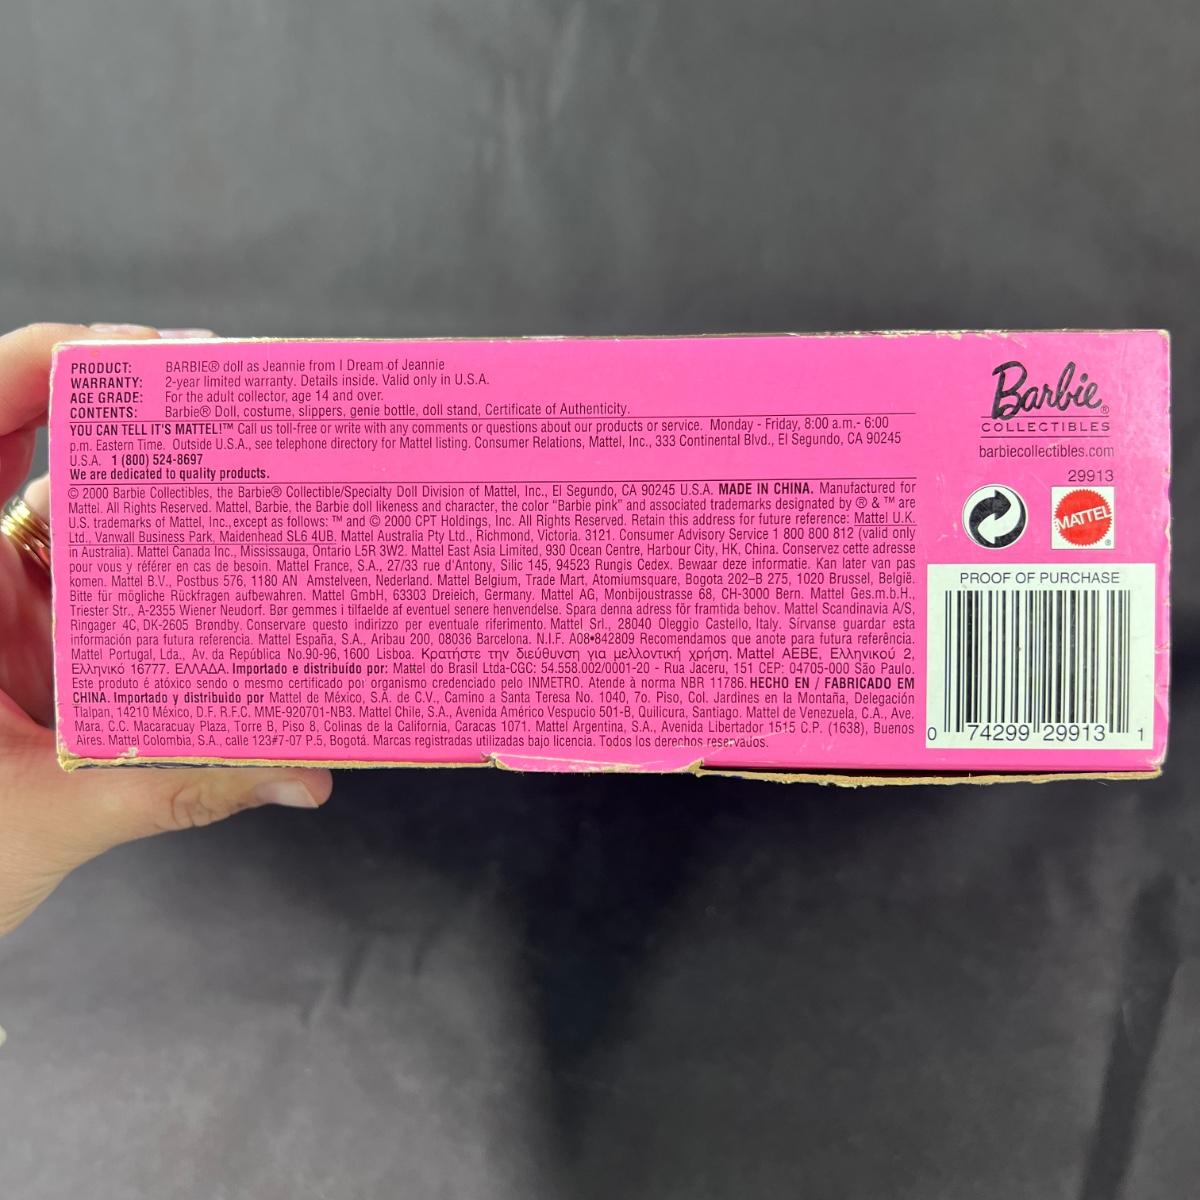 PRODUCT: BARBIE® doll as Jeannie from I Dream of Jeannie
WARRANTY: 2-year limited warranty. Details inside. Valid only in U.S.A.
AGE GRADE: For the adult collector, age 14 and over.
CONTENTS: Barbie® Doll, costume, slippers, genie bottle, doll stand, Certificate of Authenticity.
YOU CAN TELL IT'S MATTEL!™ Call us toll-free or write with any comments or questions about our products or service. Monday - Friday, 8:00 a.m.- 6:00
p.m. Eastern Time. Outside U.S.A., see telephone directory for Mattel listing. Consumer Relations, Mattel, Inc., 333 Continental Blvd., El Segundo, CA 90245
U.S.A. 1 (800) 524-8697
We are dedicated to quality products.
© 2000 Barbie Collectibles, the Barbie® Collectible/Specialty Doll Division of Mattel, Inc., El Segundo, CA 90245 U.S.A. MADE IN CHINA. Manufactured for
Mattel. All Rights Reserved. Mattel, Barbie, the Barbie doll likeness and character, the color "Barbie pink" and associated trademarks designated by ® & ™ are
U.S. trademarks of Mattel, Inc., except as follows: ™ and © 2000 CPT Holdings, Inc. All Rights Reserved. Retain this address for future reference: Mattel U.K.
Ltd., Vanwall Business Park, Maidenhead SL6 4UB. Mattel Australia Pty Ltd., Richmond, Victoria. 3121. Consumer Advisory Service 1 800 800 812 (valid only
in Australia). Mattel Canada Inc., Mississauga, Ontario L5R 3W2. Mattel East Asia Limited, 930 Ocean Centre, Harbour City, HK, China. Conservez cette adresse
pour vous y référer en cas de besoin. Mattel France, S.A., 27/33 rue d'Antony, Silic 145, 94523 Rungis Cedex. Bewaar deze informatie. Kan later van pas
komen. Mattel B.V., Postbus 576, 1180 AN Amstelveen, Nederland. Mattel Belgium, Trade Mart, Atomiumsquare, Bogota 202-B 275, 1020 Brussel, België.
Bitte für mögliche Rückfragen aufbewahren. Mattel GmbH, 63303 Dreieich, Germany. Mattel AG, Monbijoustrasse 68, CH-3000 Bern. Mattel Ges.m.b.H.,
Triester Str., A-2355 Wiener Neudorf. Bør gemmes i tilfaelde af eventuel senere henvendelse. Spara denna adress för framtida behov. Mattel Scandinavia A/S,
Ringager 4C, DK-2605 Brøndby. Conservare questo indirizzo per eventuale riferimento. Mattel Srl., 28040 Oleggio Castello, Italy. Sírvanse guardar esta
información para futura referencia. Mattel España, S.A., Aribau 200, 08036 Barcelona. N.I.F. A08•842809 Recomendamos que anote para futura referência.
Mattel Portugal, Lda., Av. da República No.90-96, 1600 Lisboa. Κρατήστε την διεύθυνση για μελλοντική χρήση. Mattel AEBE, Ελληνικού 2,
Ελληνικό 16777. ΕΛΛΑΔΑ. Importado e distribuído por: Mattel do Brasil Ltda-CGC: 54.558.002/0001-20 - Rua Jaceru, 151 CEP: 04705-000 São Paulo.
Este produto é atóxico sendo o mesmo certificado por organismo credenciado pelo INMETRO. Atende à norma NBR 11786. HECHO EN / FABRICADO EM
CHINA. Importado y distribuido por Mattel de México, S.A. de C.V., Camino a Santa Teresa No. 1040, 7o. Piso, Col. Jardines en la Montaña, Delegación
Tlalpan, 14210 México, D.F. R.F.C. MME-920701-NB3. Mattel Chile, S.A., Avenida Américo Vespucio 501-B, Quilicura, Santiago. Mattel de Venezuela, C.A., Ave.
Mara, C.C. Macaracuay Plaza, Torre B, Piso 8, Colinas de la California, Caracas 1071. Mattel Argentina, S.A., Avenida Libertador 1515 C.P. (1638), Buenos
Aires. Mattel Colombia, S.A., calle 123#7-07 P.5, Bogotá. Marcas registradas utilizadas bajo licencia. Todos los derechos reservados.
Barbie®
COLLECTIBLES
barbiecollectibles.com
29913
MATTEL®
PROOF OF PURCHASE
0 74299 29913 1